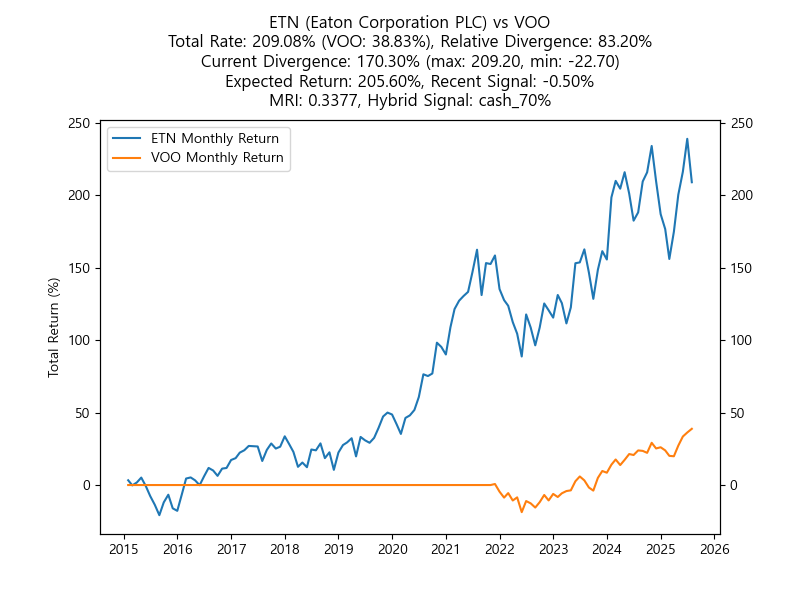 ETN (Eaton Corporation PLC) vs VOO
Total Rate: 209.08% (VOO: 38.83%), Relative Divergence: 83.20%
Current Divergence: 170.30% (max: 209.20, min: -22.70)
Expected Return: 205.60%, Recent Signal: -0.50%
MRI: 0.3377, Hybrid Signal: cash_70%
ETN Monthly Return
VOO Monthly Return
Total Return (%)
250
200
150
100
50
0
250
200
150
100
50
0
2015 2016 2017 2018 2019 2020 2021 2022 2023 2024 2025 2026